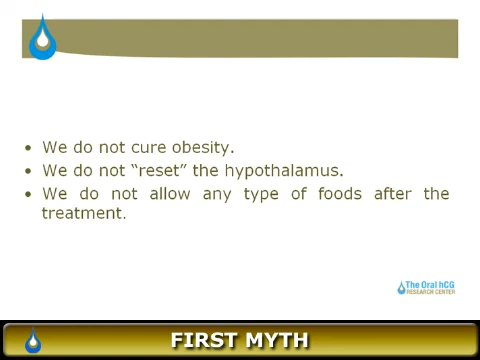 • We do not cure obesity.
• We do not “reset” the hypothalamus.
• We do not allow any type of foods after the
treatment.
The Oral hCG
RESEARCH CENTER
FIRST MYTH